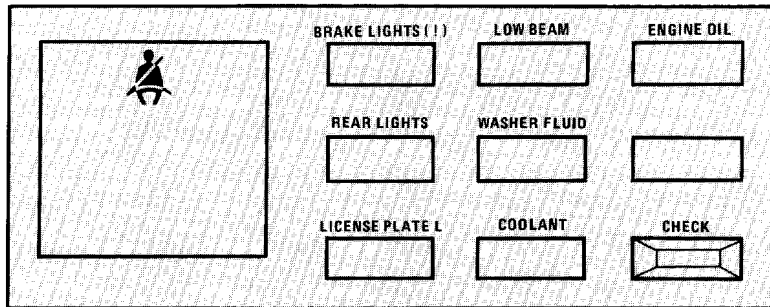 BRAKE LIGHTS (!) LOW BEAM ENGINE OIL
REAR LIGHTS WASHER FLUID
LICENSE PLATE L COOLANT CHECK